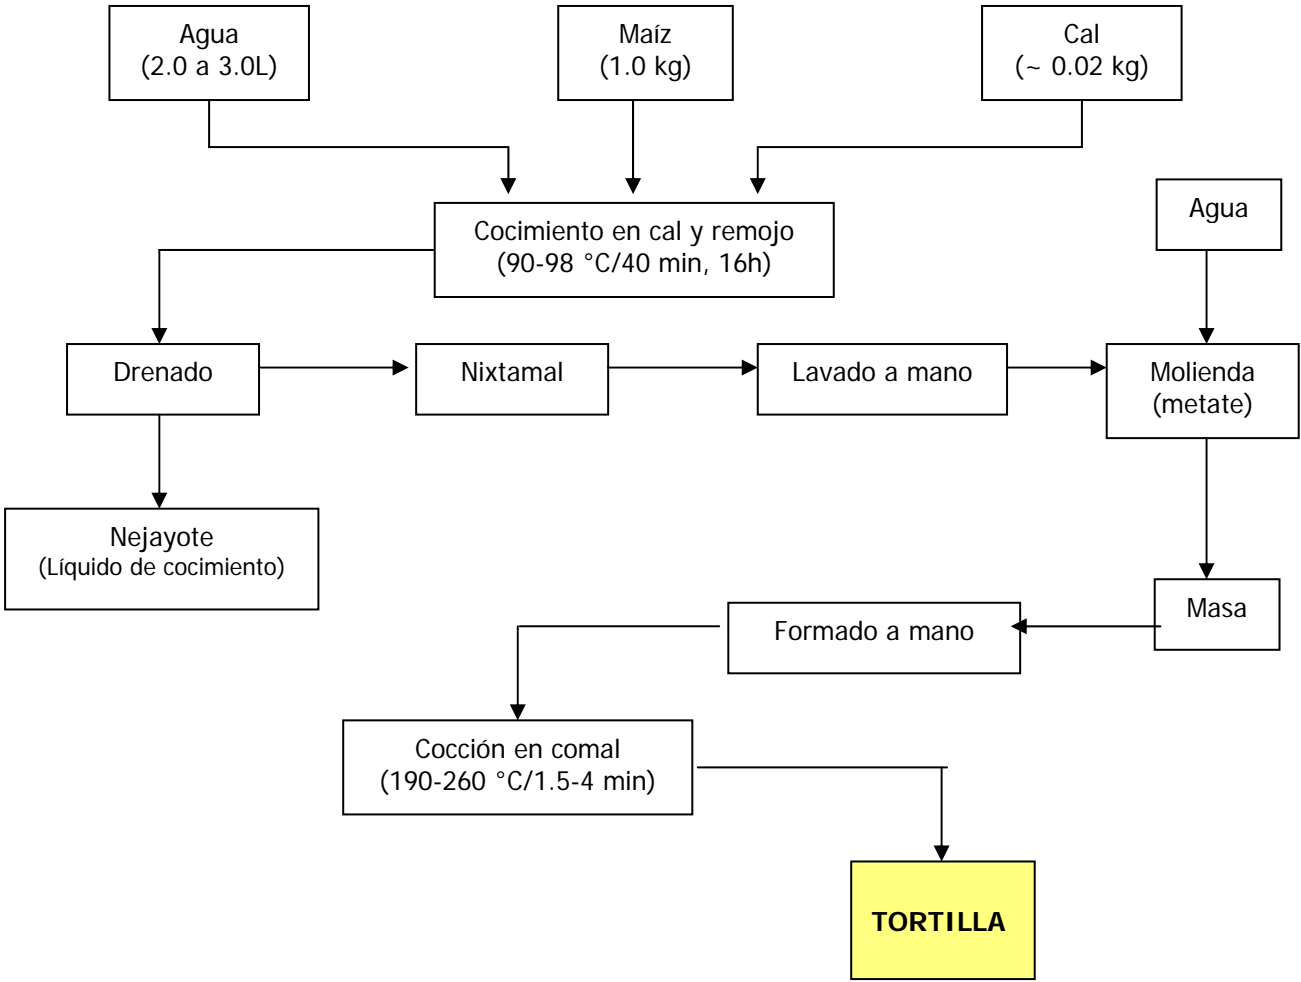 Agua
(2.0 a 3.0L)
Maíz
(1.0 kg)
Cal
(~ 0.02 kg)
Agua
Cocimiento en cal y remojo
(90-98 °C/40 min, 16h)
Drenado
Nixtamal
Lavado a mano
Molienda
(metate)
Nejayote
(Líquido de cocimiento)
Masa
Formado a mano
Cocción en comal
(190-260 °C/1.5-4 min)
TORTILLA